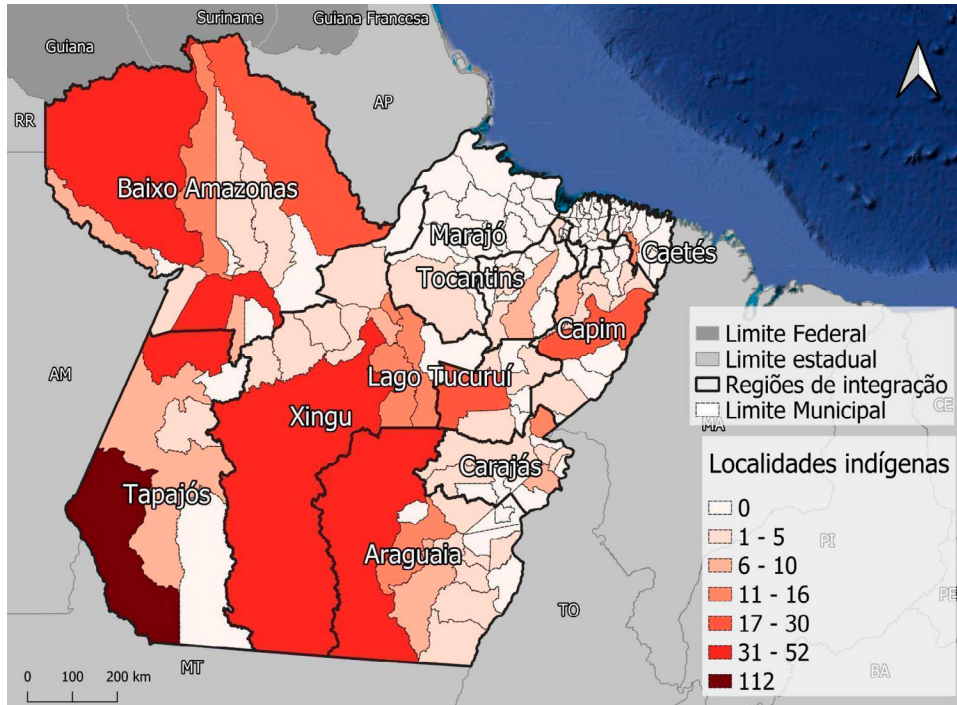 Suriname
Guiana Francesa
Guiana
AP
RR
Baixo Amazonas
Marajó
Caetés
Tocantins
Capim
AM
Lago Tucuruí
Xingu
Carajás
Tapajós
Araguaia
TO
MT
Limite Federal
Limite estadual
Regiões de integração
Limite Municipal
CE
MA
Localidades indígenas
0
1 - 5
6 - 10
11 - 16
17 - 30
31 - 52
112
PI
PE
BA
0 100 200 km